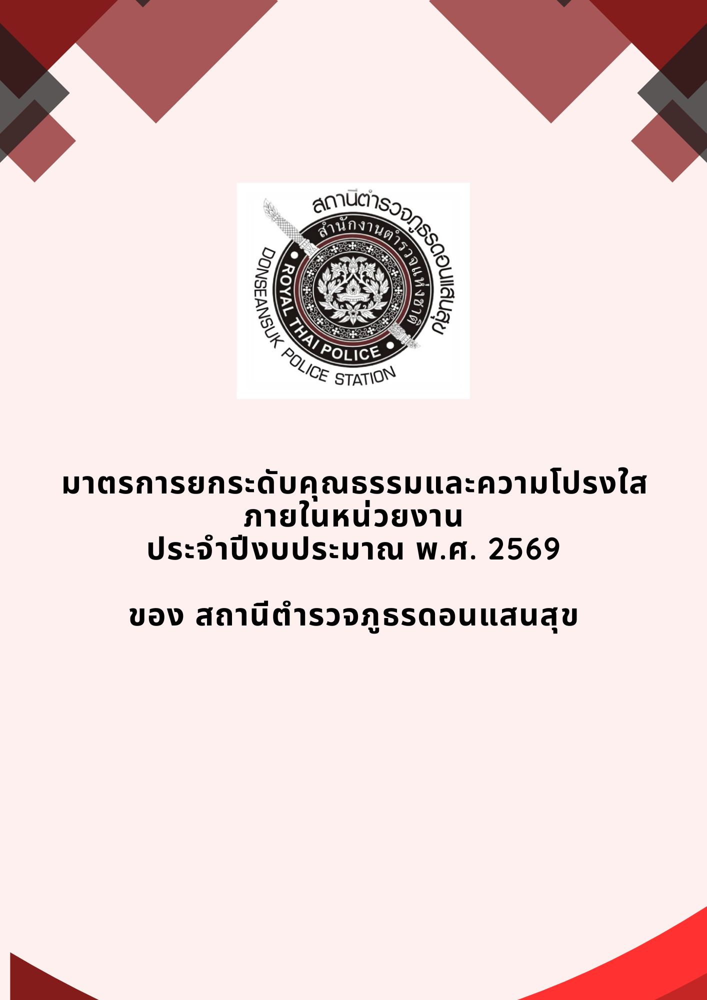 สถานีตำรวจภูธรดอนแสนสุข
สำนักงานตำรวจแห่งชาติ
ROYAL THAI POLICE
DONSEANSUK POLICE STATION
มาตรการยกระดับคุณธรรมและความโปรงใส
ภายในหน่วยงาน
ประจำปีงบประมาณ พ.ศ. 2569
ของ สถานีตำรวจภูธรดอนแสนสุข